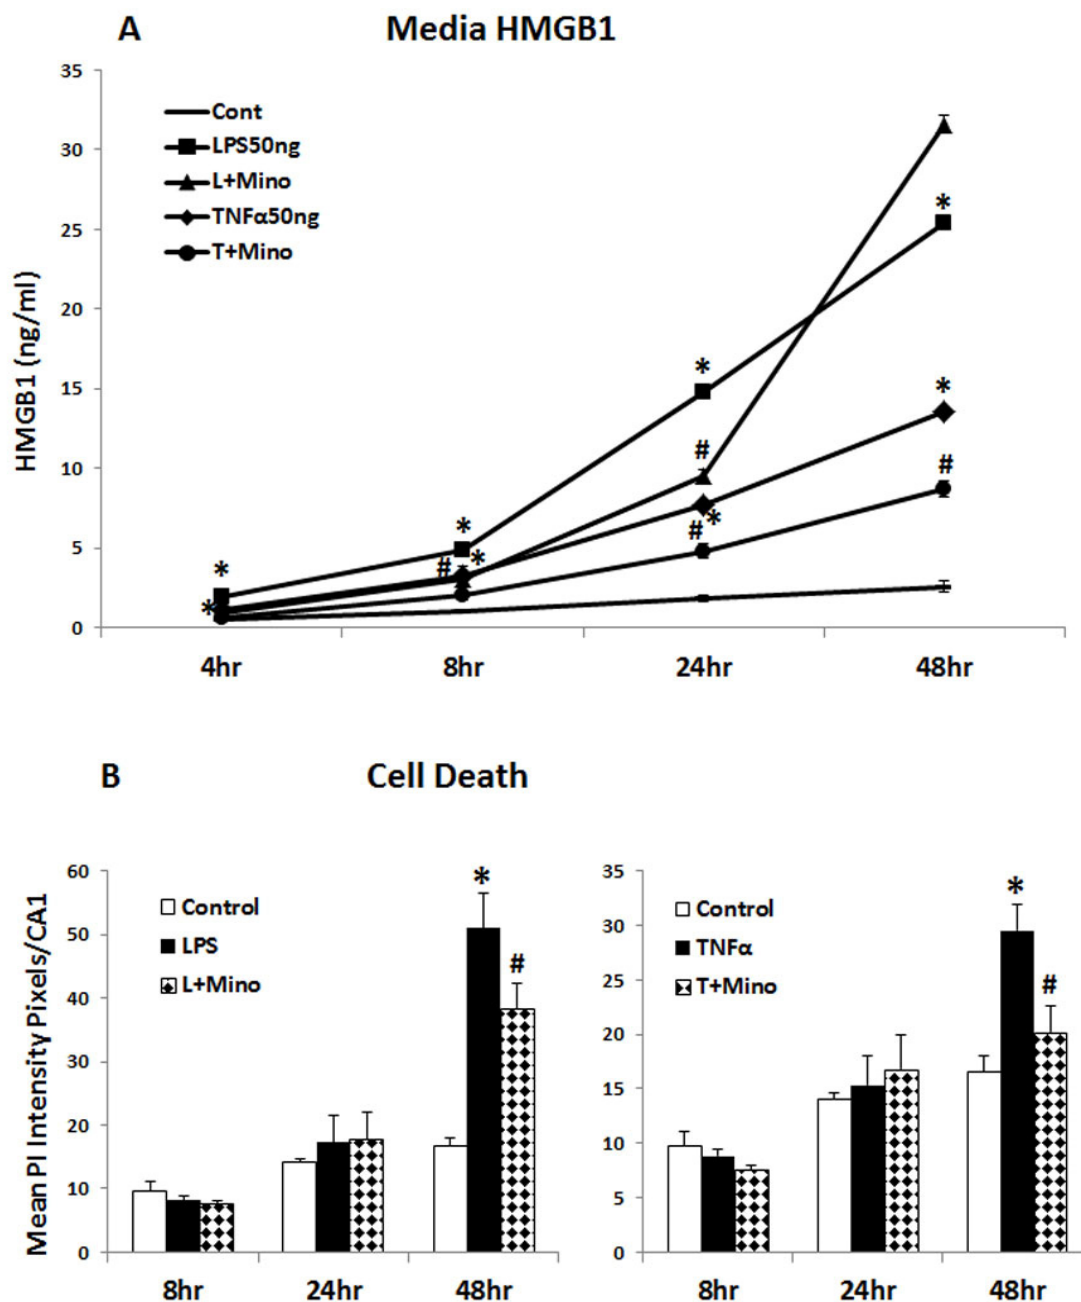 A Media HMGB1
35
30
25
20
15
10
5
0
HMGB1 (ng/ml)
Cont
LPS50ng
L+Mino
TNFα50ng
T+Mino
*
*
*
#
*
*
#
*
#
*
#
*
*
4hr 8hr 24hr 48hr
B Cell Death
Mean PI Intensity Pixels/CA1
60
50
40
30
20
10
0
Control
LPS
L+Mino
*
#
8hr 24hr 48hr
35
30
25
20
15
10
5
0
Control
TNFα
T+Mino
*
#
8hr 24hr 48hr